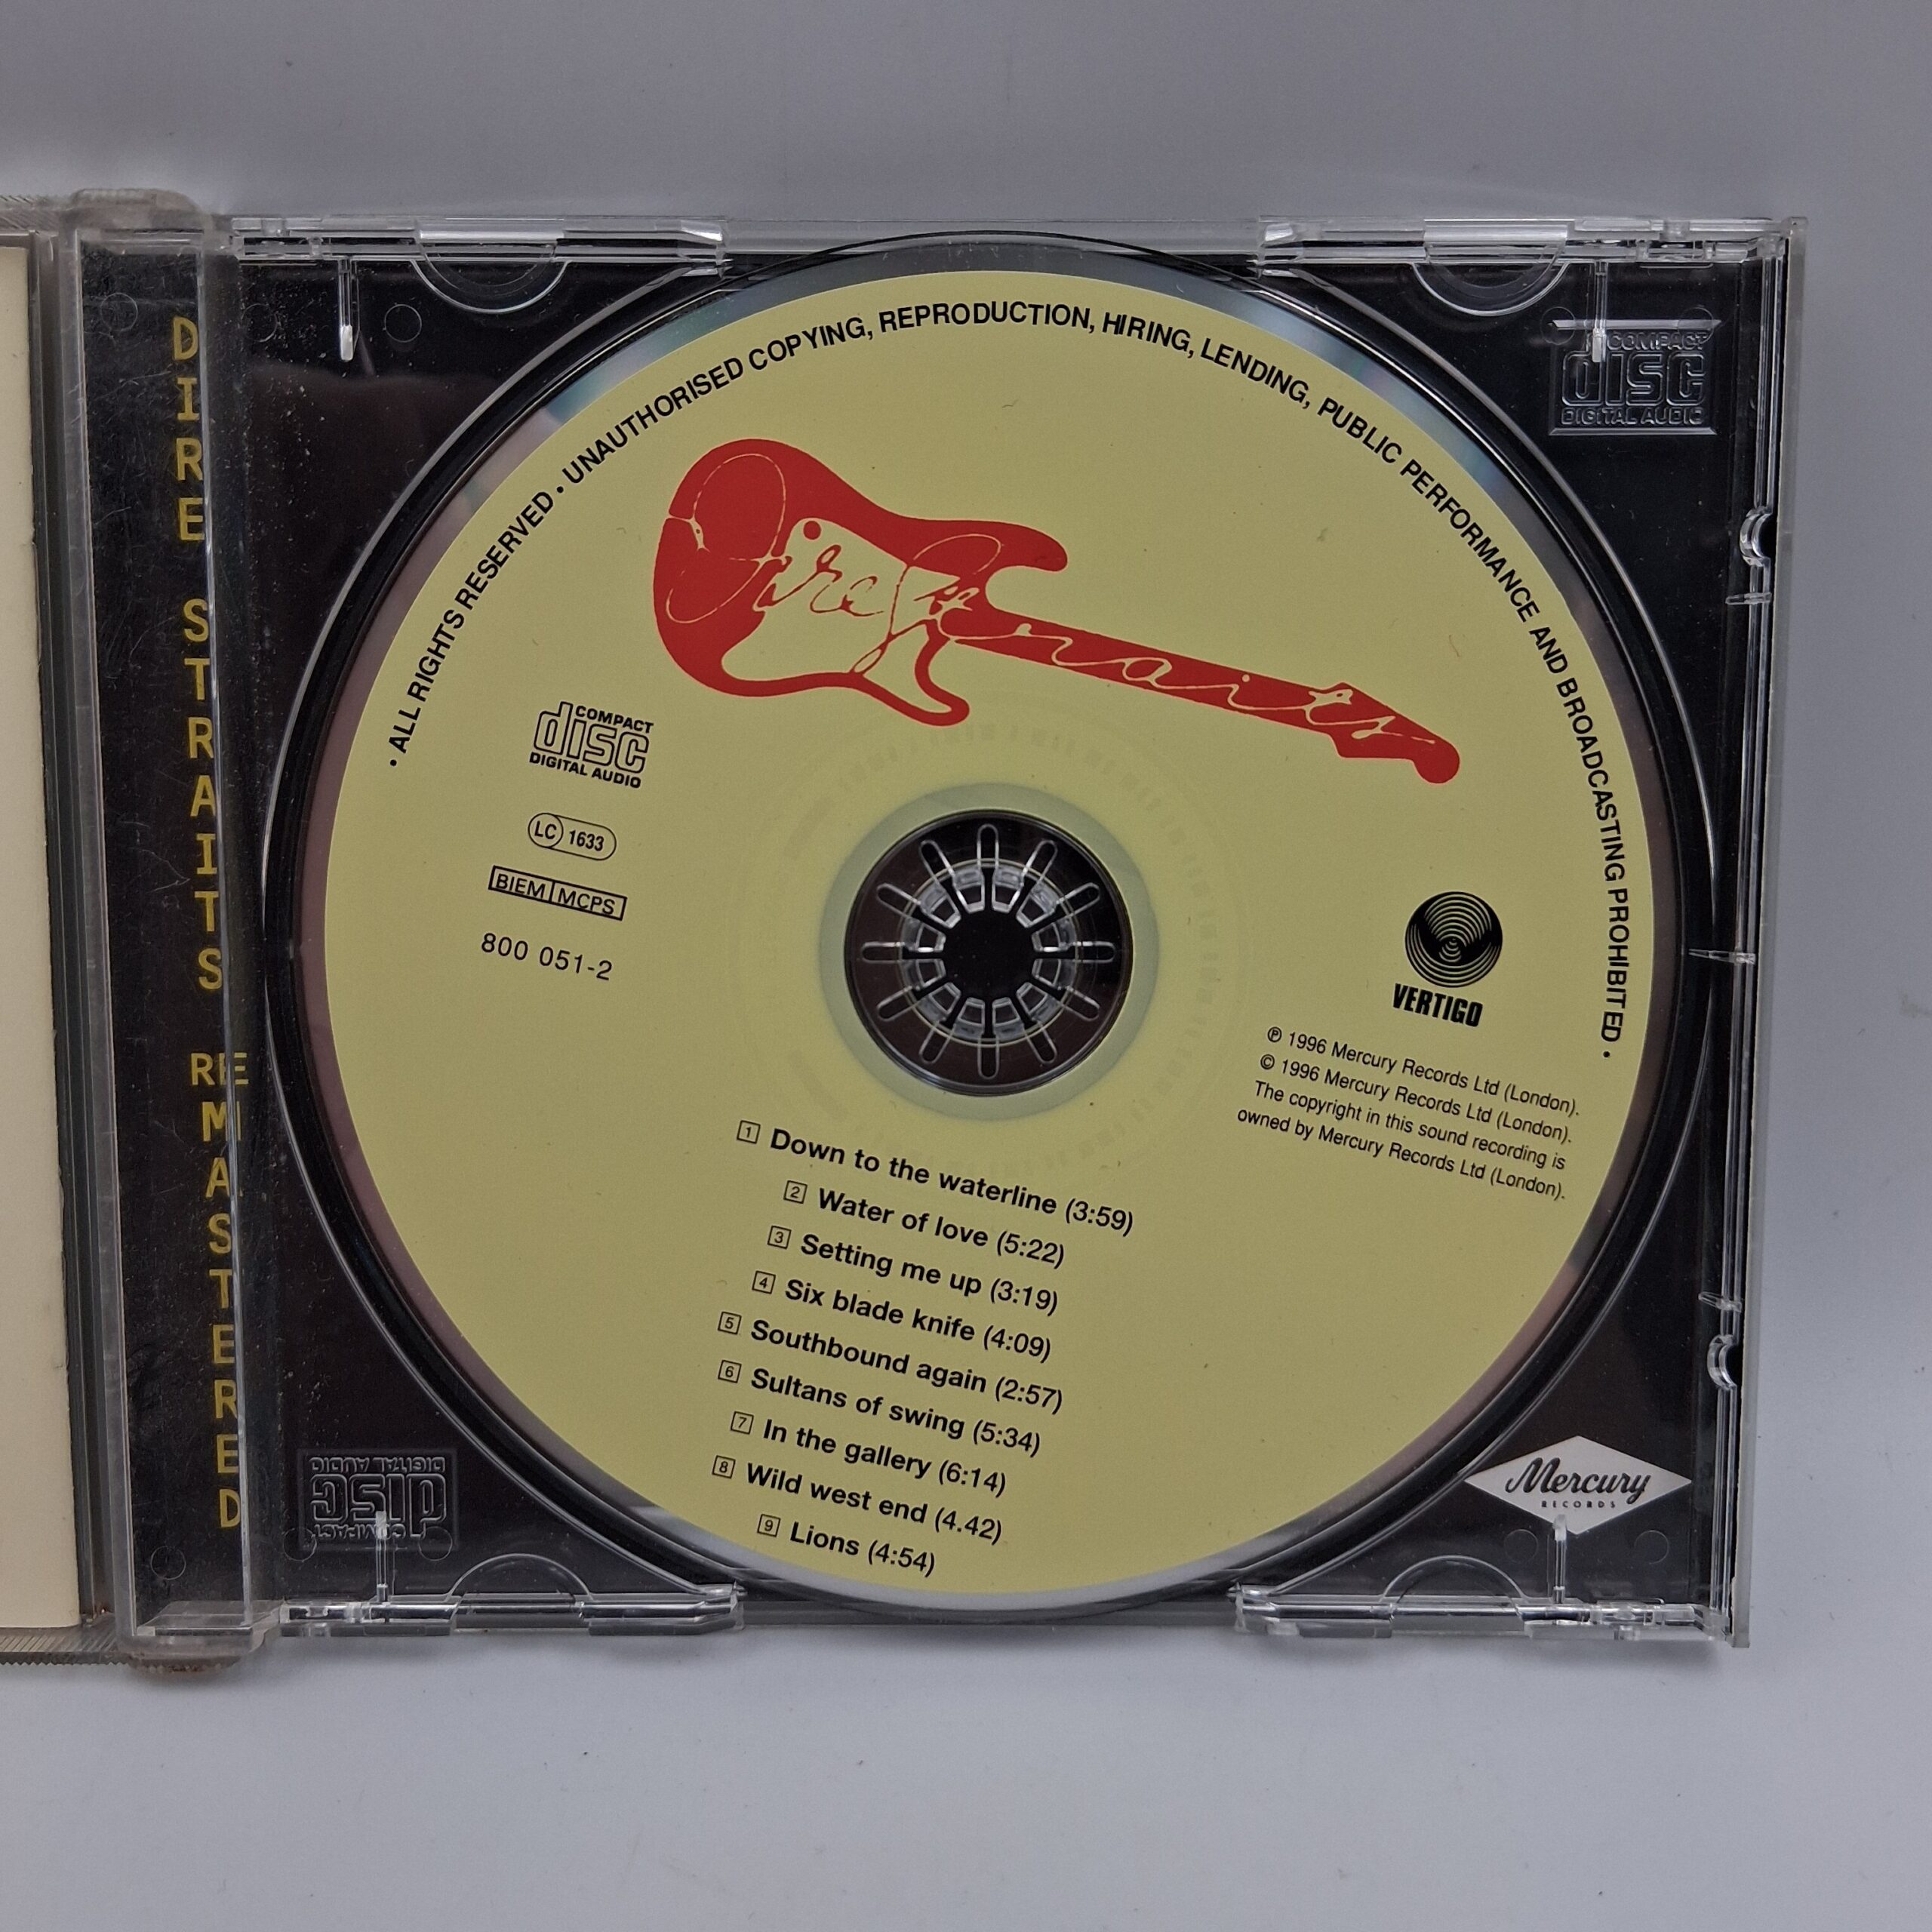 DIRE STRAITS REMASTERED
• ALL RIGHTS RESERVED • UNAUTHORISED COPYING, REPRODUCTION, HIRING, LENDING, PUBLIC PERFORMANCE AND BROADCASTING PROHIBITED •
Dire Straits
COMPACT
disc
DIGITAL AUDIO
COMPACT
disc
DIGITAL AUDIO
LC 1633
BIEM MCPS
800 051-2
VERTIGO
℗ 1996 Mercury Records Ltd (London).
© 1996 Mercury Records Ltd (London).
The copyright in this sound recording is
owned by Mercury Records Ltd (London).
1 Down to the waterline (3:59)
2 Water of love (5:22)
3 Setting me up (3:19)
4 Six blade knife (4:09)
5 Southbound again (2:57)
6 Sultans of swing (5:34)
7 In the gallery (6:14)
8 Wild west end (4.42)
9 Lions (4:54)
COMPACT
disc
DIGITAL AUDIO
Mercury
RECORDS